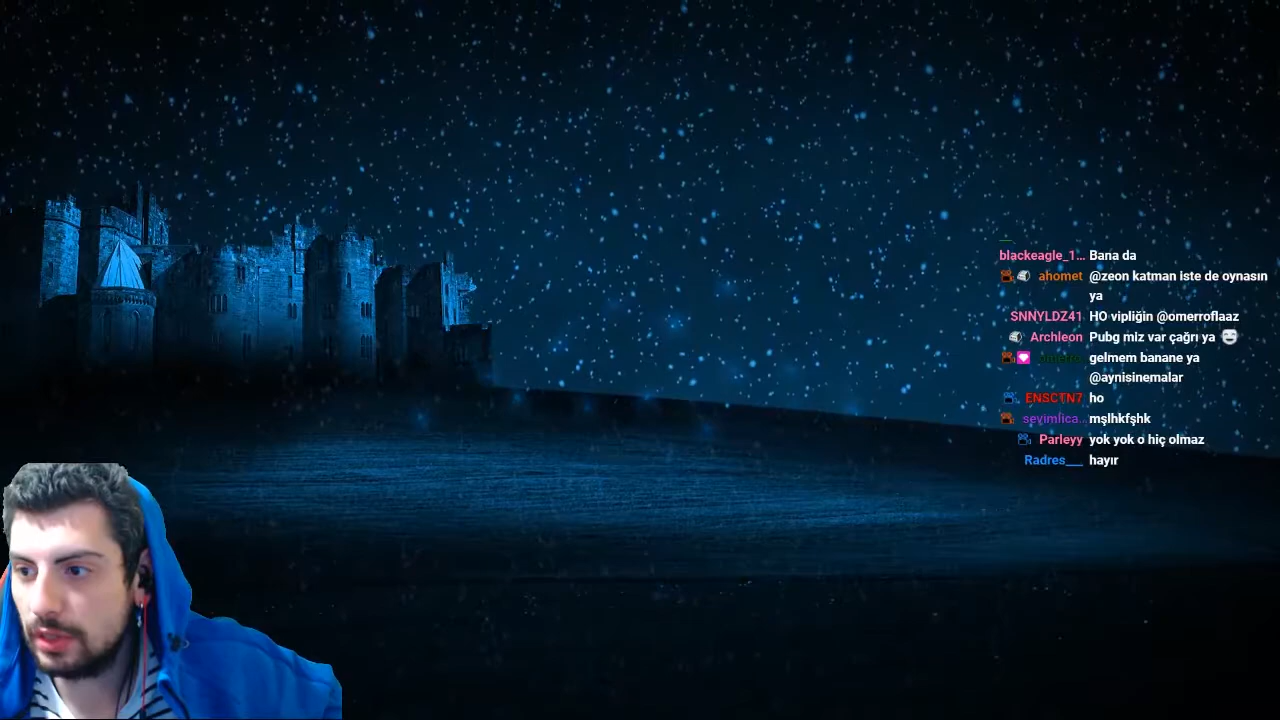 blackeagle_1... Bana da
ahomet @zeon katman iste de oynasın
ya
SNNYLDZ41 HO vipliğin @omerroflaaz
Archleon Pubg miz var çağrı ya
gelmem banane ya
@aynisinemalar
ENSCTN7 ho
sevimlica... mşlhkfşhk
Parleyy yok yok o hiç olmaz
Radres___ hayır